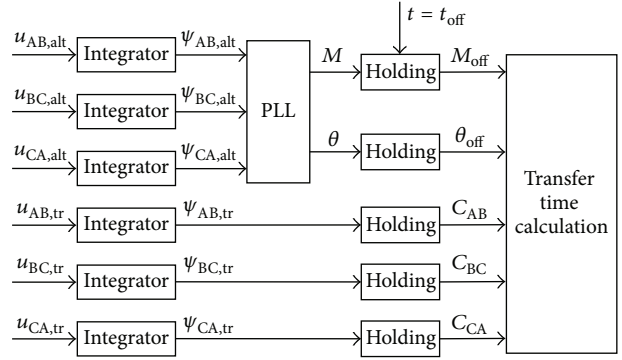 t = t_off
u_AB,alt Integrator ψ_AB,alt M Holding M_off
u_BC,alt Integrator ψ_BC,alt PLL
u_CA,alt Integrator ψ_CA,alt θ Holding θ_off
Transfer
time
calculation
u_AB,tr Integrator ψ_AB,tr Holding C_AB
u_BC,tr Integrator ψ_BC,tr Holding C_BC
u_CA,tr Integrator ψ_CA,tr Holding C_CA